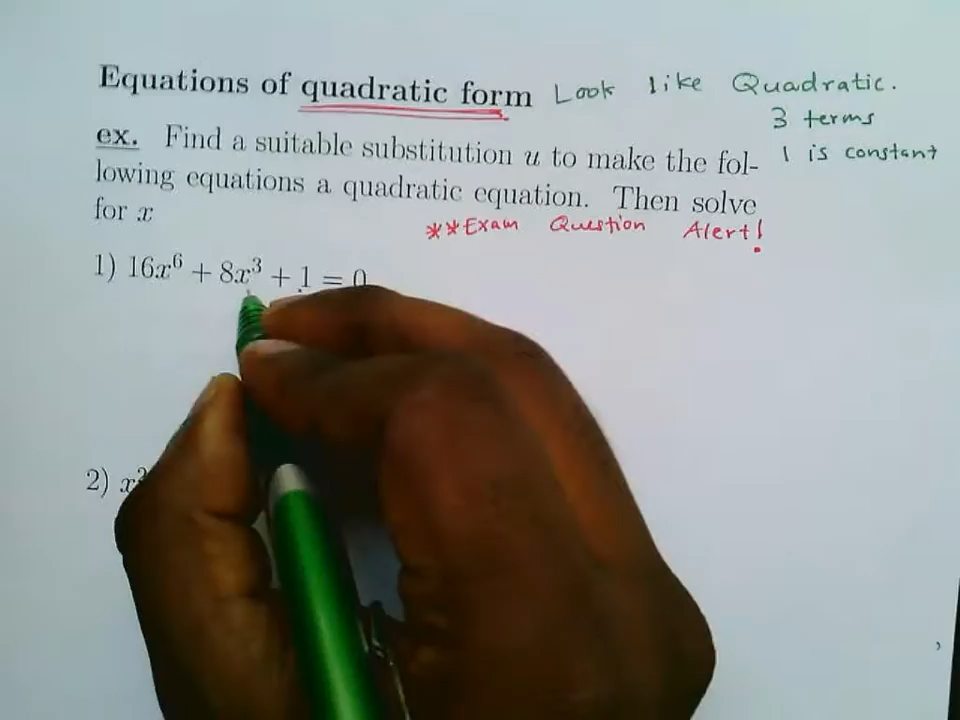 Equations of quadratic form Look like Quadratic.
3 terms
1 is constant
ex. Find a suitable substitution u to make the fol-
lowing equations a quadratic equation. Then solve
for x
**Exam Question Alert!
1) 16x⁶ + 8x³ + 1 = 0
2) x